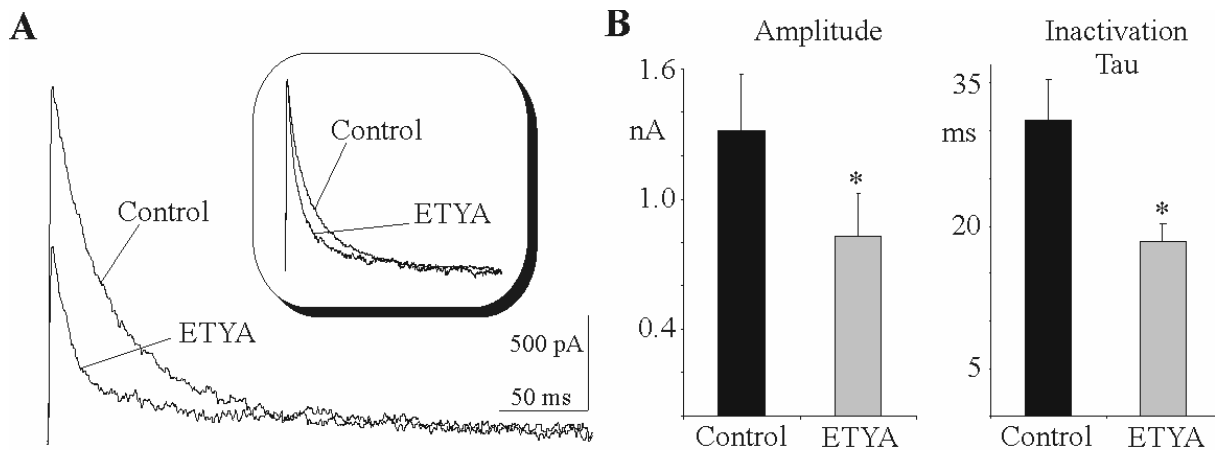 A
Control
ETYA
Control
ETYA
500 pA
50 ms
B
Amplitude
1.6
nA
1.0
0.4
Control
ETYA
*
Inactivation
Tau
35
ms
20
5
Control
ETYA
*